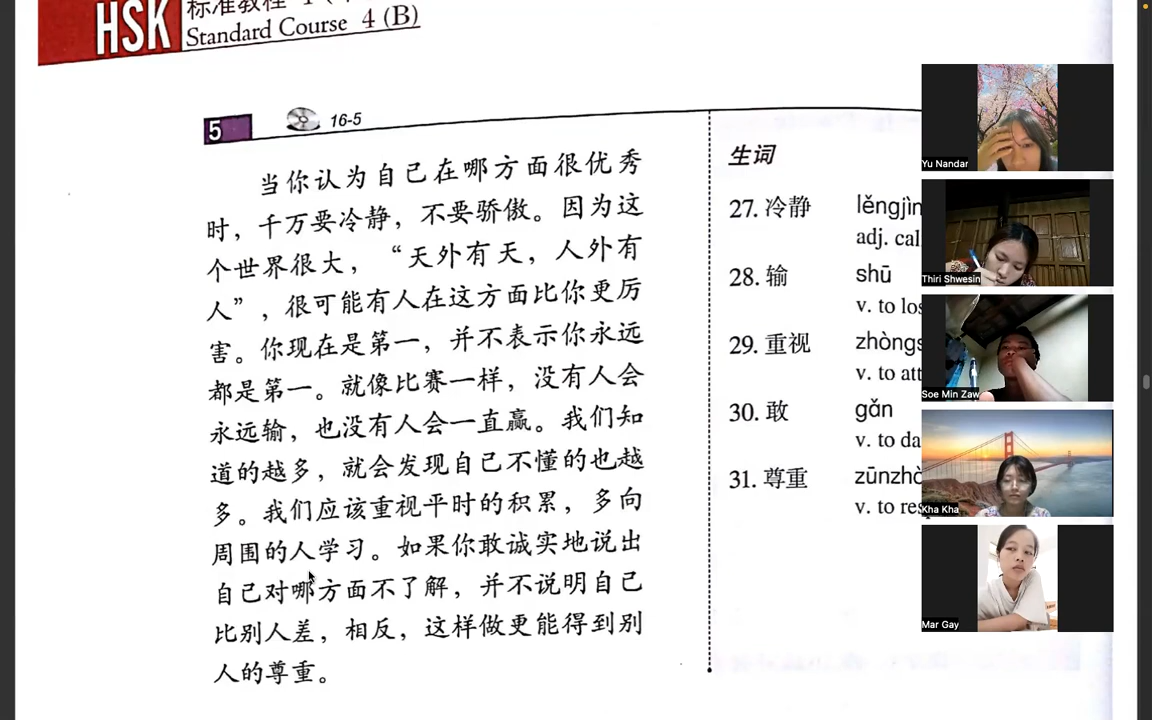 HSK
标准教程
Standard Course 4 (B)
5
16-5
当你认为自己在哪方面很优秀
时，千万要冷静，不要骄傲。因为这
个世界很大，“天外有天，人外有
人”，很可能有人在这方面比你更厉
害。你现在是第一，并不表示你永远
都是第一。就像比赛一样，没有人会
永远输，也没有人会一直赢。我们知
道的越多，就会发现自己不懂的也越
多。我们应该重视平时的积累，多向
周围的人学习。如果你敢诚实地说出
自己对哪方面不了解，并不说明自己
比别人差，相反，这样做更能得到别
人的尊重。
生词
27. 冷静 lěngjìn
adj. cal
28. 输 shū
v. to los
29. 重视 zhòngs
v. to att
30. 敢 gǎn
v. to da
31. 尊重 zūnzhò
v. to res
Yu Nandar
Thiri Shwesin
Soe Min Zaw
Kha Kha
Mar Gay